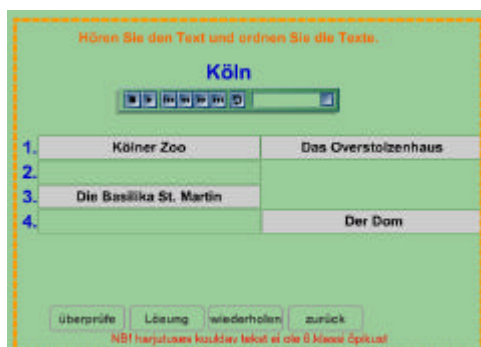 Hören Sie den Text und ordnen Sie die Texte.
Köln
1. Kölner Zoo Das Overstolzenhaus
2.
3. Die Basilika St. Martin
4. Der Dom
überprüfe Lösung wiederholen zurück
NB! harjutuses kuuldav tekst ei ole 6.klassi õpikust